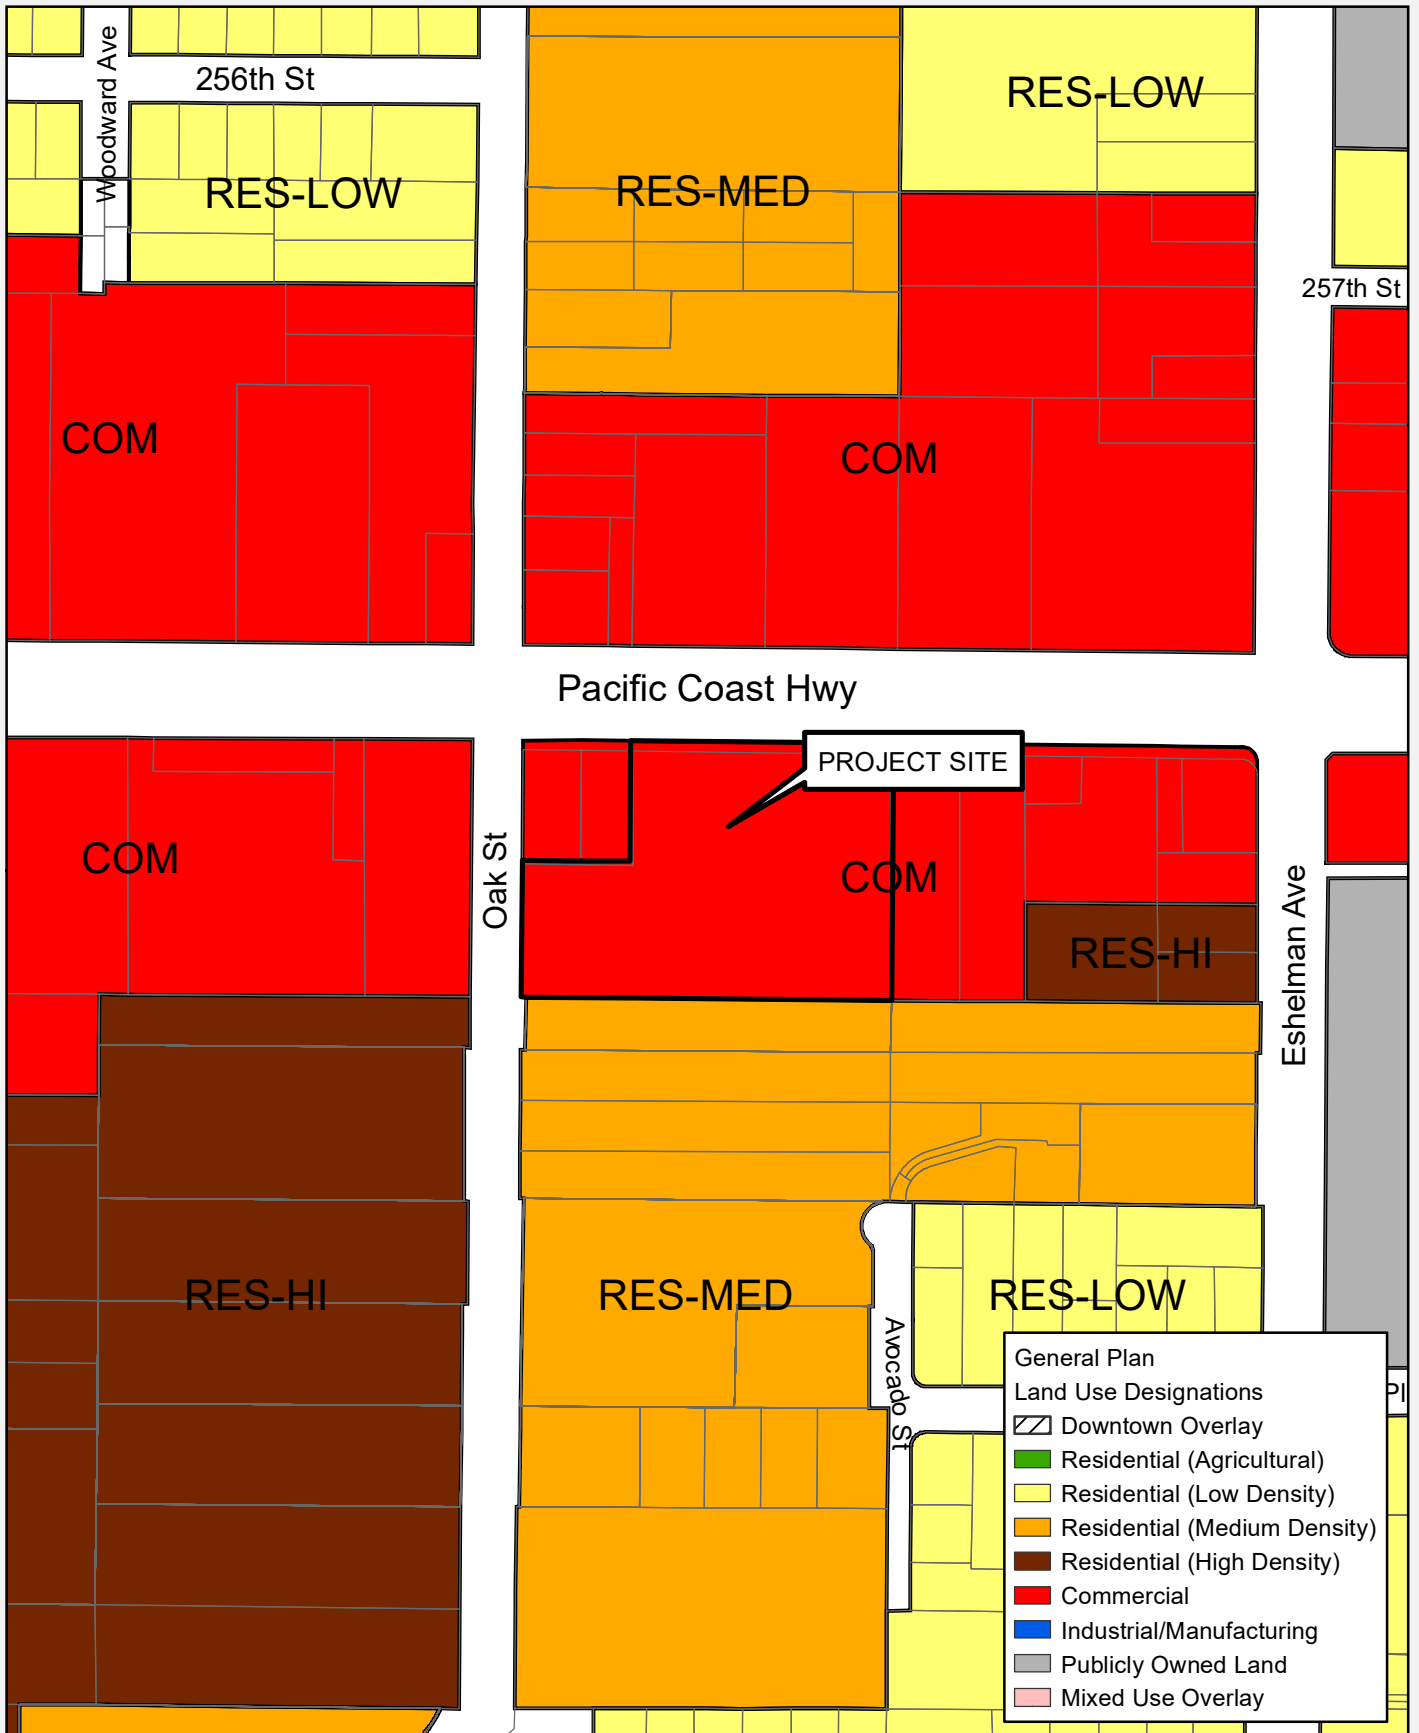 Woodward Ave
256th St
RES-LOW
RES-LOW
RES-MED
257th St
COM
COM
Pacific Coast Hwy
PROJECT SITE
COM
Oak St
COM
Eshelman Ave
RES-HI
RES-HI
RES-MED
RES-LOW
Avocado St
Pl
General Plan
Land Use Designations
Downtown Overlay
Residential (Agricultural)
Residential (Low Density)
Residential (Medium Density)
Residential (High Density)
Commercial
Industrial/Manufacturing
Publicly Owned Land
Mixed Use Overlay